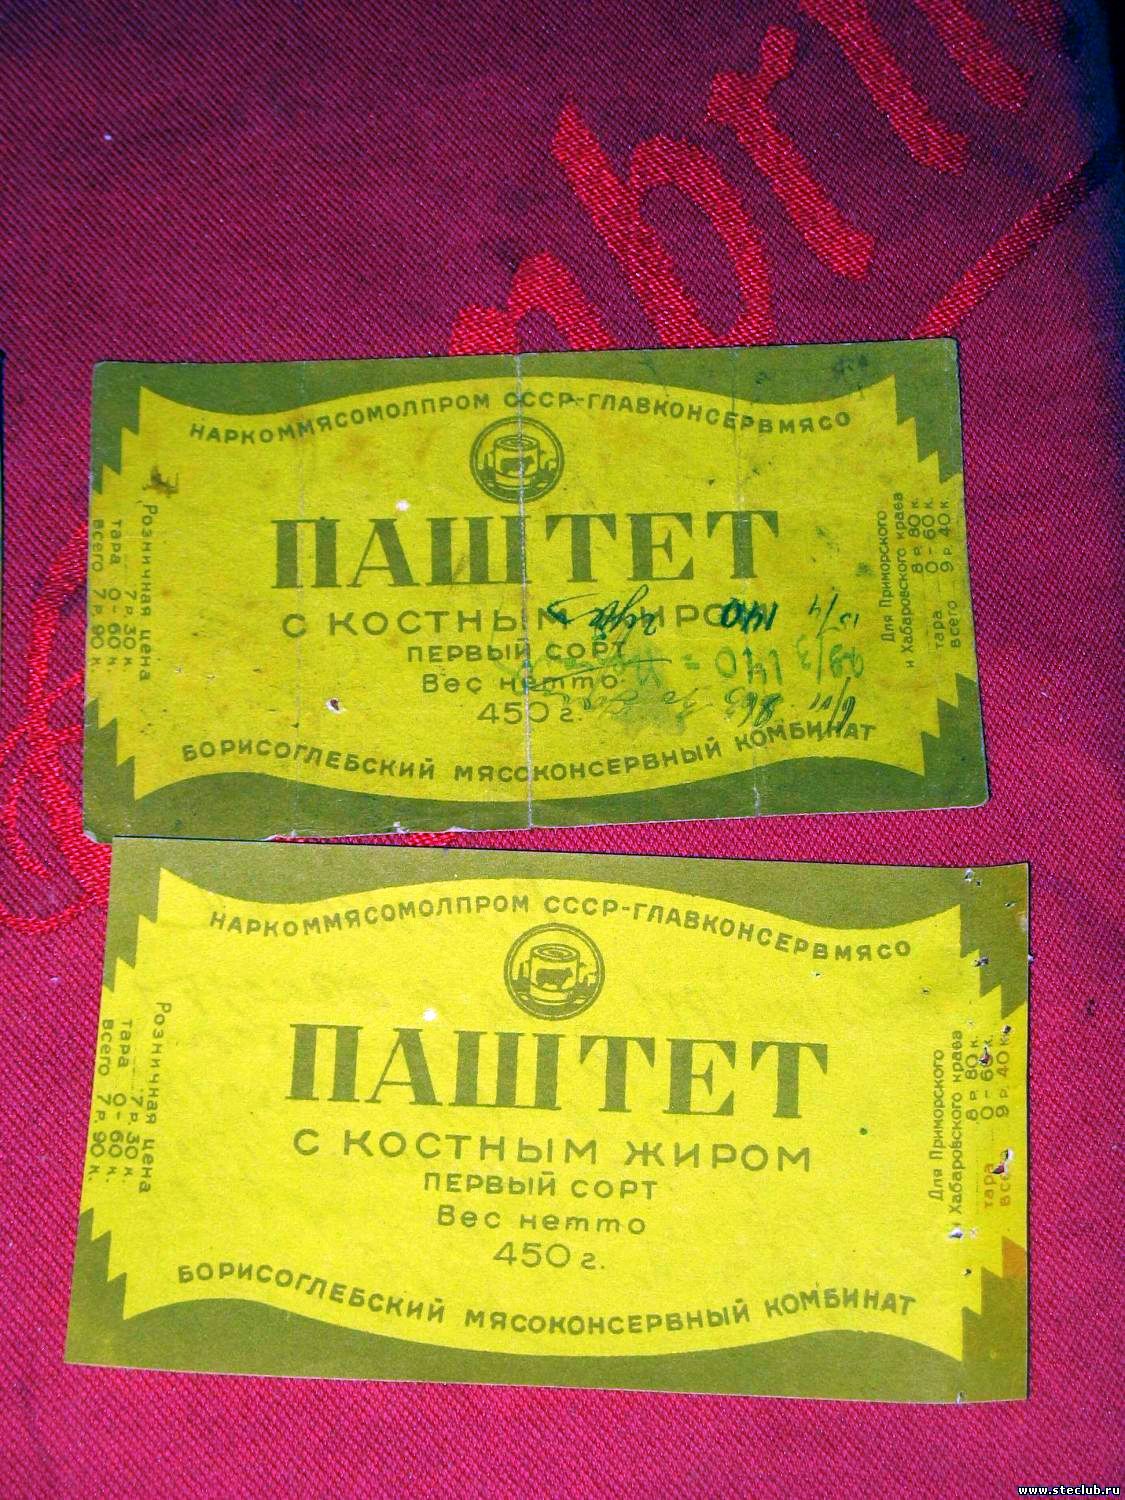 НАРКОММЯСОМОЛПРОМ СССР-ГЛАВКОНСЕРВМЯСО
ПАШТЕТ
С КОСТНЫМ ЖИРОМ
ПЕРВЫЙ СОРТ
Вес нетто
450 г.
БОРИСОГЛЕБСКИЙ МЯСОКОНСЕРВНЫЙ КОМБИНАТ
Розничная цена
7 р. 30 к.
тара 0-60 к.
всего 7 р. 90 к.
Для Приморского
и Хабаровского краев
8 р. 80 к.
тара 0-60 к.
всего 9 р. 40 к.
140
140 =
НАРКОММЯСОМОЛПРОМ СССР-ГЛАВКОНСЕРВМЯСО
ПАШТЕТ
С КОСТНЫМ ЖИРОМ
ПЕРВЫЙ СОРТ
Вес нетто
450 г.
БОРИСОГЛЕБСКИЙ МЯСОКОНСЕРВНЫЙ КОМБИНАТ
Розничная цена
7 р. 30 к.
тара 0-60 к.
всего 7 р. 90 к.
Для Приморского
и Хабаровского краев
8 р. 80 к.
тара 0-60 к.
всего 9 р. 40 к.
www.steclub.ru